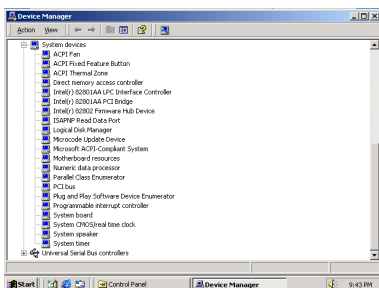 Device Manager
Action View
System devices
ACPI Fan
ACPI Fixed Feature Button
ACPI Thermal Zone
Direct memory access controller
Intel(r) 82801AA LPC Interface Controller
Intel(r) 82801AA PCI Bridge
Intel(r) 82802 Firmware Hub Device
ISAPNP Read Data Port
Logical Disk Manager
Microcode Update Device
Microsoft ACPI-Compliant System
Motherboard resources
Numeric data processor
Parallel Class Enumerator
PCI bus
Plug and Play Software Device Enumerator
Programmable interrupt controller
System board
System CMOS/real time clock
System speaker
System timer
Universal Serial Bus controllers
Start Control Panel Device Manager 9:43 PM